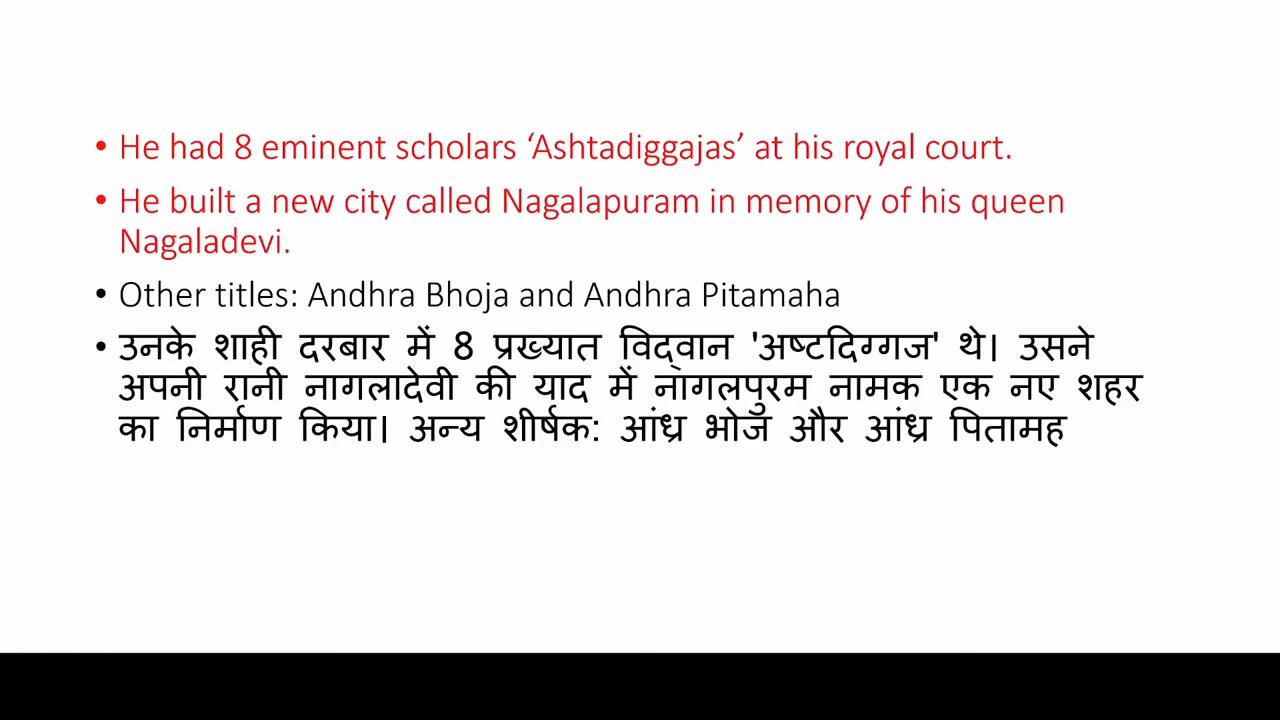 • He had 8 eminent scholars ‘Ashtadiggajas’ at his royal court.
• He built a new city called Nagalapuram in memory of his queen
Nagaladevi.
• Other titles: Andhra Bhoja and Andhra Pitamaha
• उनके शाही दरबार में 8 प्रख्यात विद्वान 'अष्टदिग्गज' थे। उसने
अपनी रानी नागलादेवी की याद में नागलपुरम नामक एक नए शहर
का निर्माण किया। अन्य शीर्षक: आंध्र भोज और आंध्र पितामह